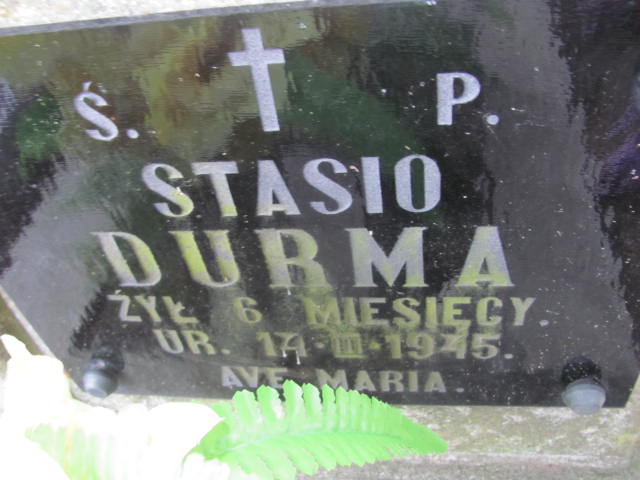 Ś. P.
STASIO
DURMA
ŻYŁ 6 MIESIĘCY.
UR. 14·III·1945.
AVE MARIA.